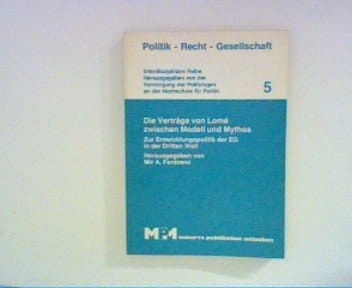 Politik - Recht - Gesellschaft
Interdisziplinäre Reihe
Herausgegeben von der
Vereinigung der Politologen
an der Hochschule für Politik
5
Die Verträge von Lomé
zwischen Modell und Mythos
Zur Entwicklungspolitik der EG
in der Dritten Welt
Herausgegeben von
Mir A. Ferdowsi
minerva publikation münchen